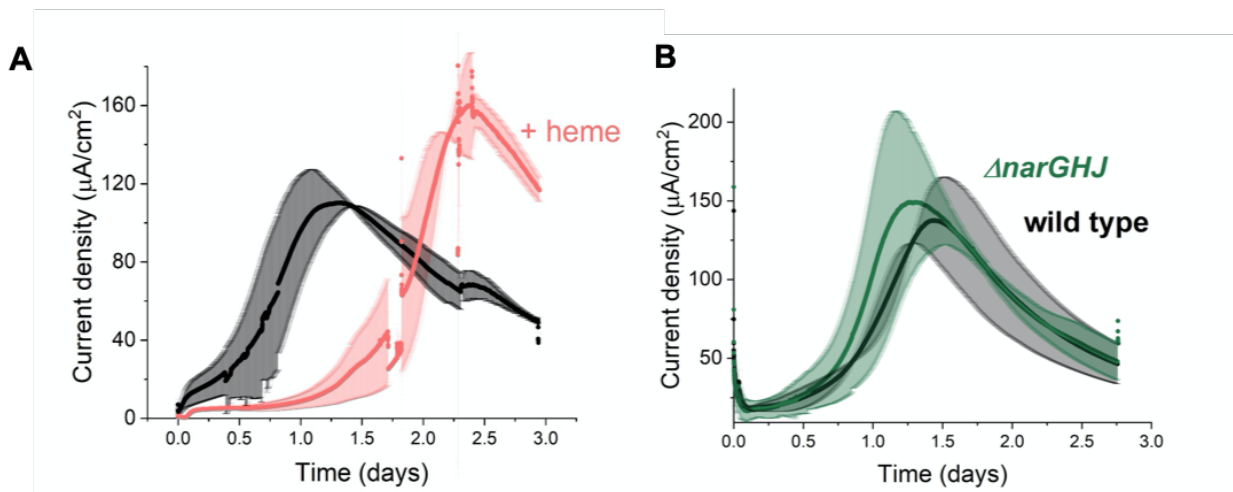 A
Current density (µA/cm²)
160
120
80
40
0
+ heme
0.0 0.5 1.0 1.5 2.0 2.5 3.0
Time (days)
B
Current density (µA/cm²)
200
150
100
50
ΔnarGHJ
wild type
0.0 0.5 1.0 1.5 2.0 2.5 3.0
Time (days)